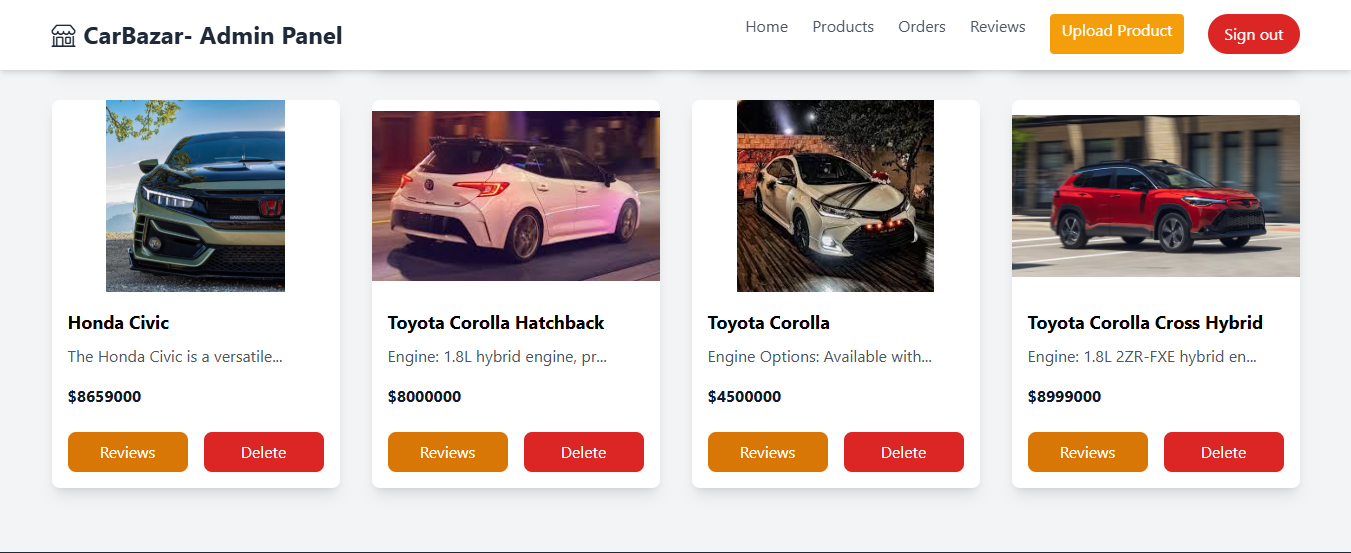 CarBazar- Admin Panel
Home
Products
Orders
Reviews
Upload Product
Sign out
Honda Civic
The Honda Civic is a versatile...
$8659000
Reviews
Delete
Toyota Corolla Hatchback
Engine: 1.8L hybrid engine, pr...
$8000000
Reviews
Delete
Toyota Corolla
Engine Options: Available with...
$4500000
Reviews
Delete
Toyota Corolla Cross Hybrid
Engine: 1.8L 2ZR-FXE hybrid en...
$8999000
Reviews
Delete